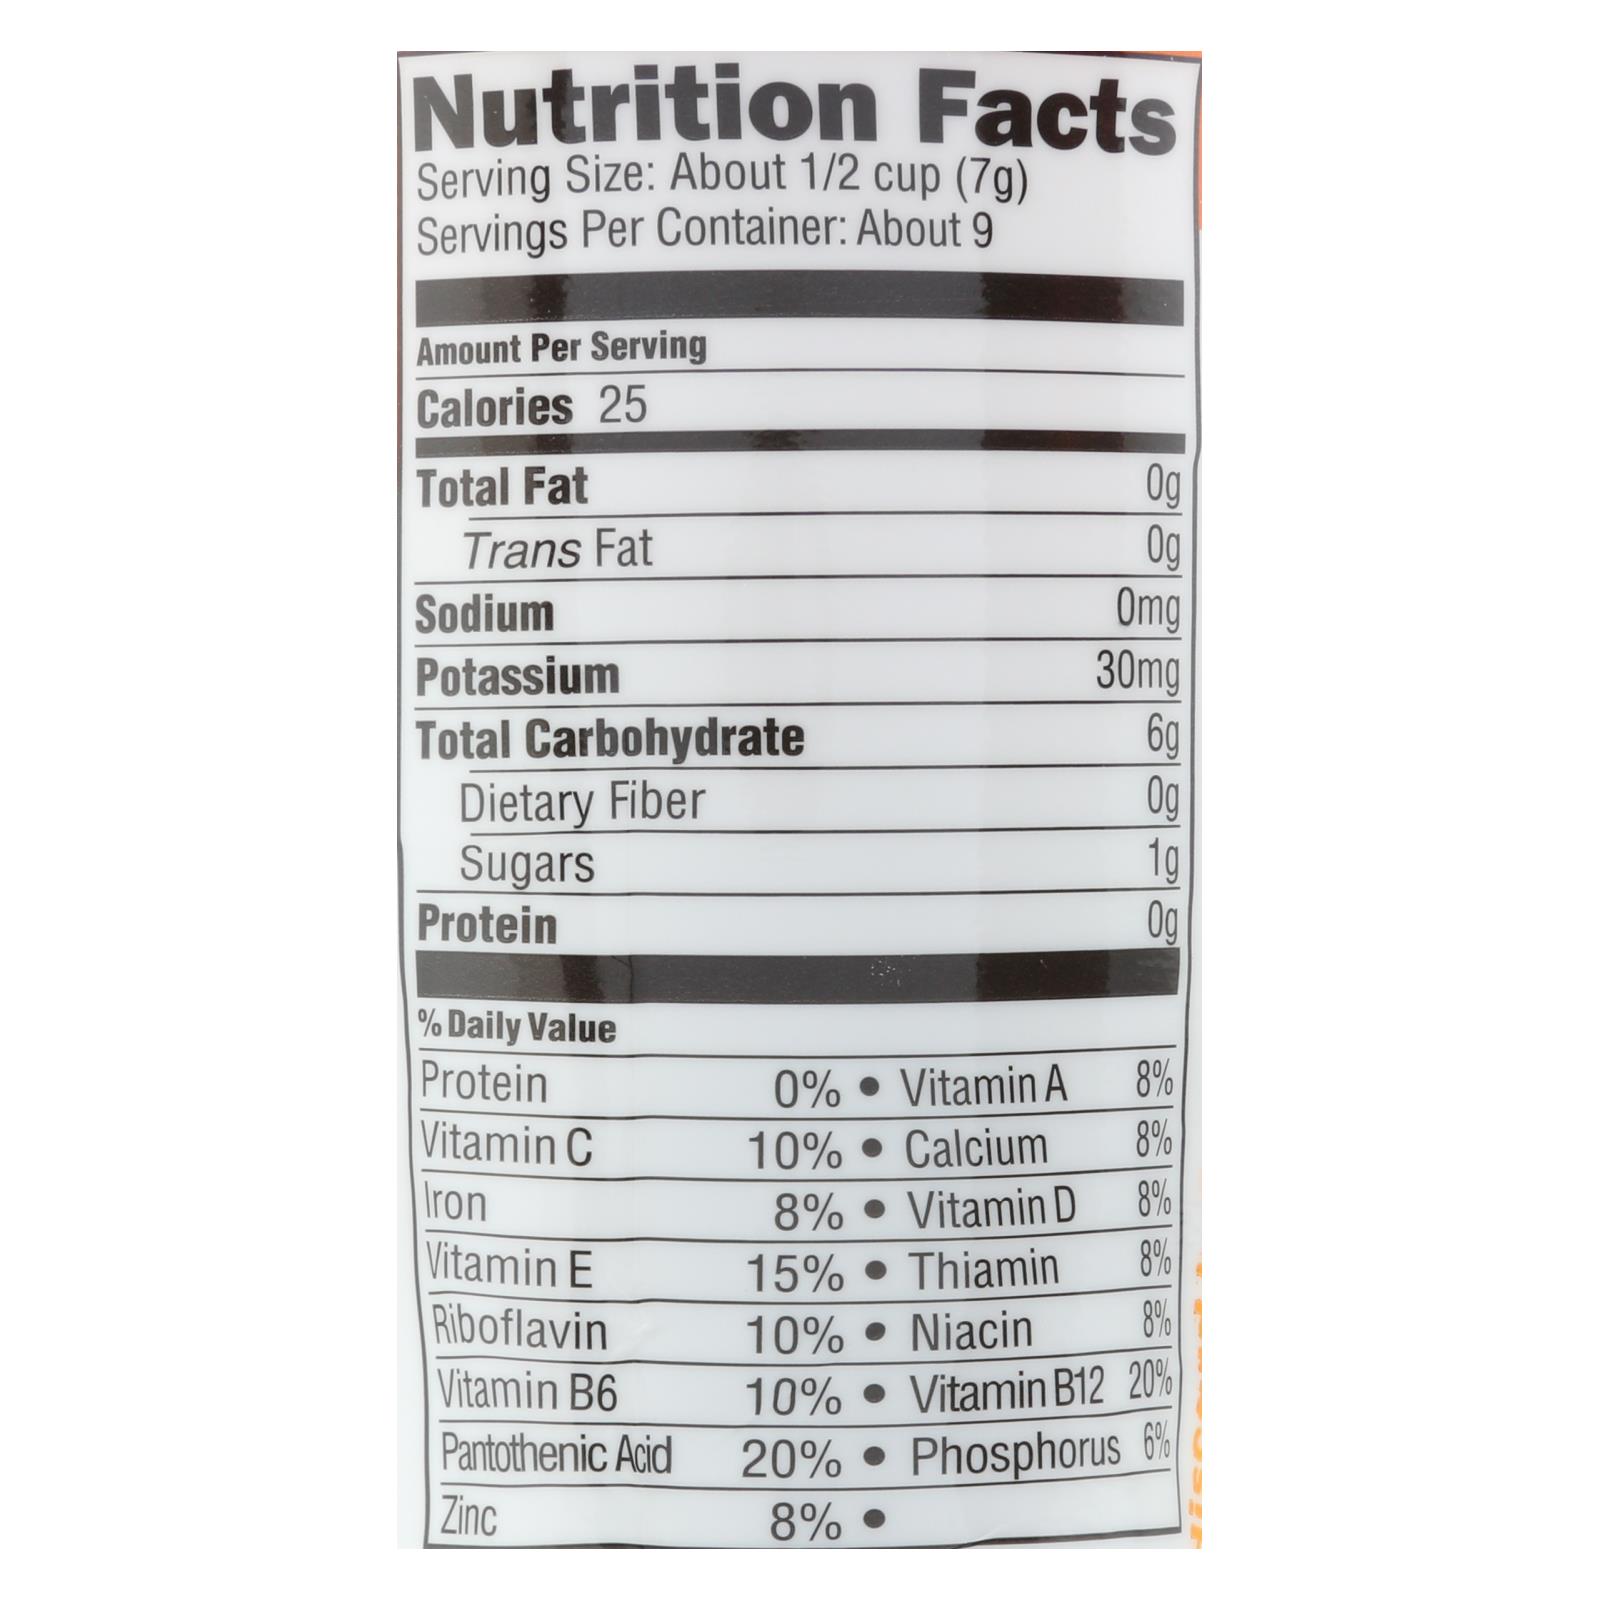 Nutrition Facts
Serving Size: About 1/2 cup (7g)
Servings Per Container: About 9
Amount Per Serving
Calories 25
Total Fat 0g
Trans Fat 0g
Sodium 0mg
Potassium 30mg
Total Carbohydrate 6g
Dietary Fiber 0g
Sugars 1g
Protein 0g
% Daily Value
Protein 0% • Vitamin A 8%
Vitamin C 10% • Calcium 8%
Iron 8% • Vitamin D 8%
Vitamin E 15% • Thiamin 8%
Riboflavin 10% • Niacin 8%
Vitamin B6 10% • Vitamin B12 20%
Pantothenic Acid 20% • Phosphorus 6%
Zinc 8% •